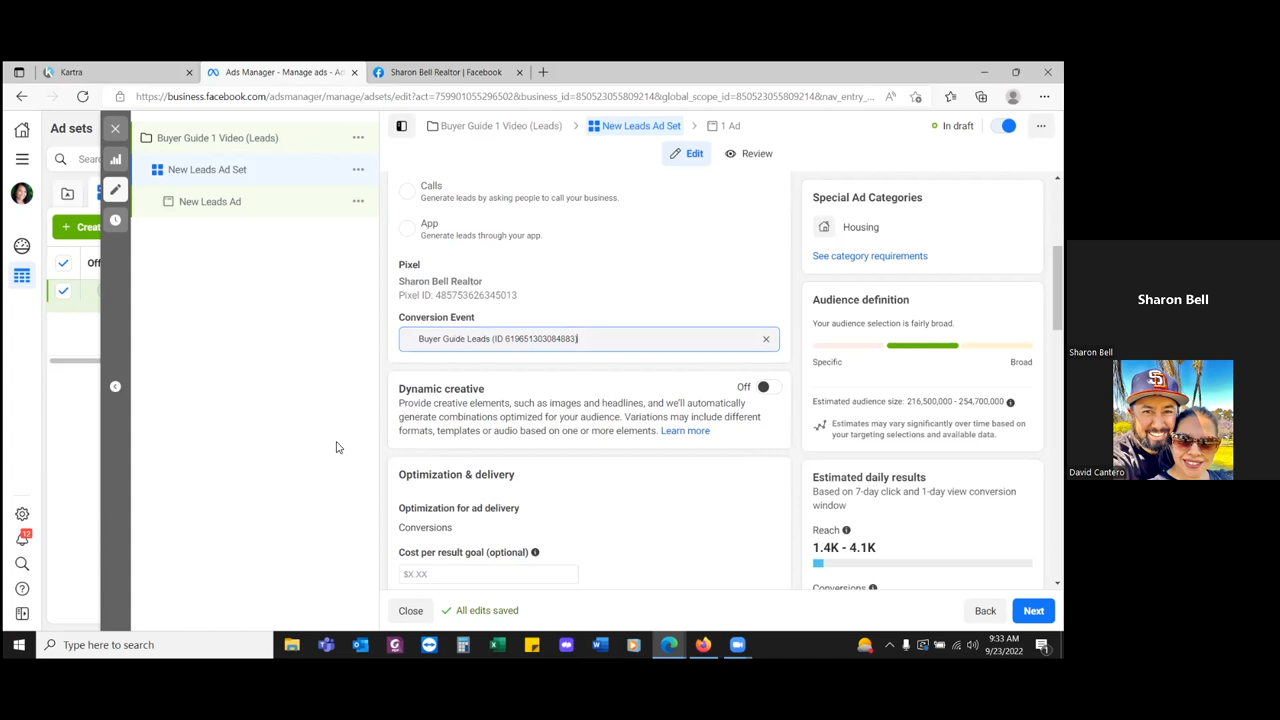 Kartra
Ads Manager - Manage ads - Ad
Sharon Bell Realtor | Facebook
https://business.facebook.com/adsmanager/manage/adsets/edit?act=759901055296502&business_id=850523055809214&global_scope_id=850523055809214&nav_entry_...
Ad sets
Buyer Guide 1 Video (Leads)
New Leads Ad Set
New Leads Ad
Sear
Creat
Off
Buyer Guide 1 Video (Leads)
New Leads Ad Set
1 Ad
In draft
Edit
Review
Calls
Generate leads by asking people to call your business.
App
Generate leads through your app.
Pixel
Sharon Bell Realtor
Pixel ID: 485753626345013
Conversion Event
Buyer Guide Leads (ID 619651303084883)
Dynamic creative
Off
Provide creative elements, such as images and headlines, and we'll automatically
generate combinations optimized for your audience. Variations may include different
formats, templates or audio based on one or more elements. Learn more
Optimization & delivery
Optimization for ad delivery
Conversions
Cost per result goal (optional)
$X.XX
Close
All edits saved
Back
Next
Special Ad Categories
Housing
See category requirements
Audience definition
Your audience selection is fairly broad.
Specific
Broad
Estimated audience size: 216,500,000 - 254,700,000
Estimates may vary significantly over time based on
your targeting selections and available data.
Estimated daily results
Based on 7-day click and 1-day view conversion
window
Reach
1.4K - 4.1K
Conversions
12
Type here to search
9:33 AM
9/23/2022
Sharon Bell
Sharon Bell
David Cantero